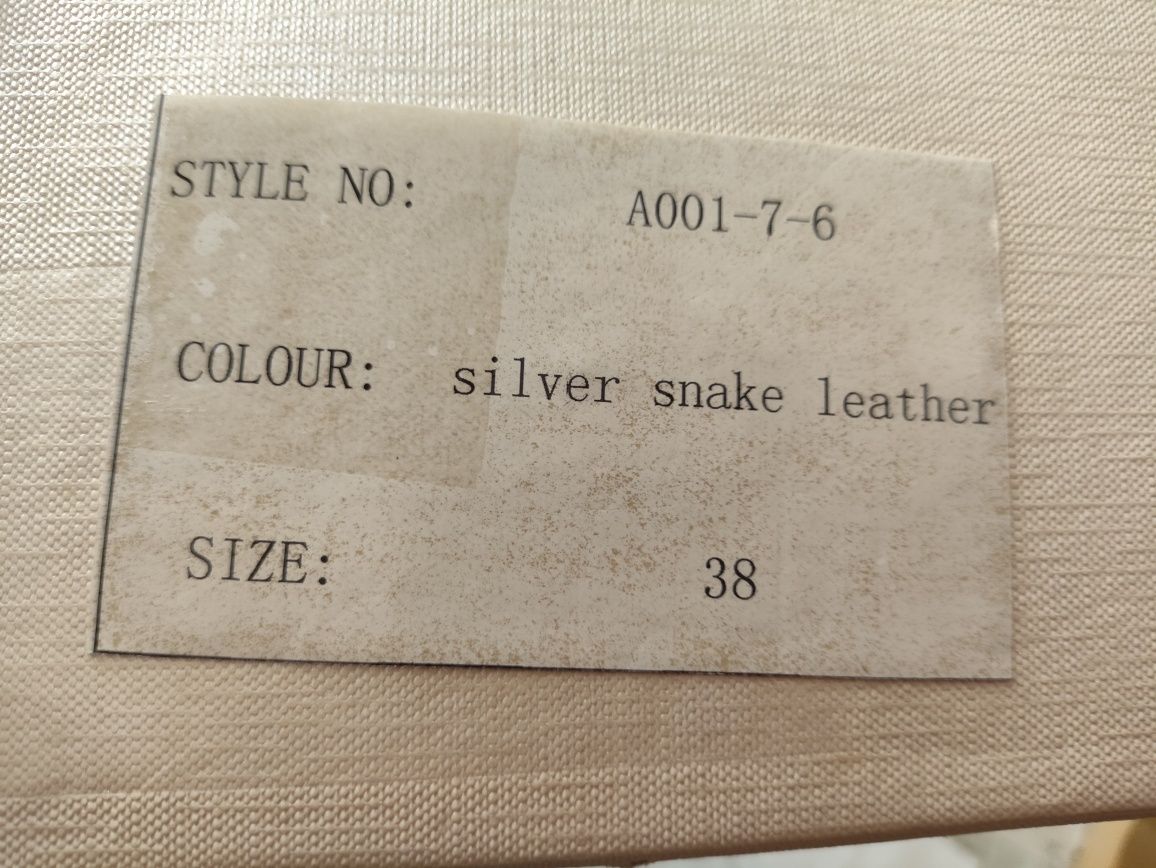 STYLE NO: A001-7-6
COLOUR: silver snake leather
SIZE: 38